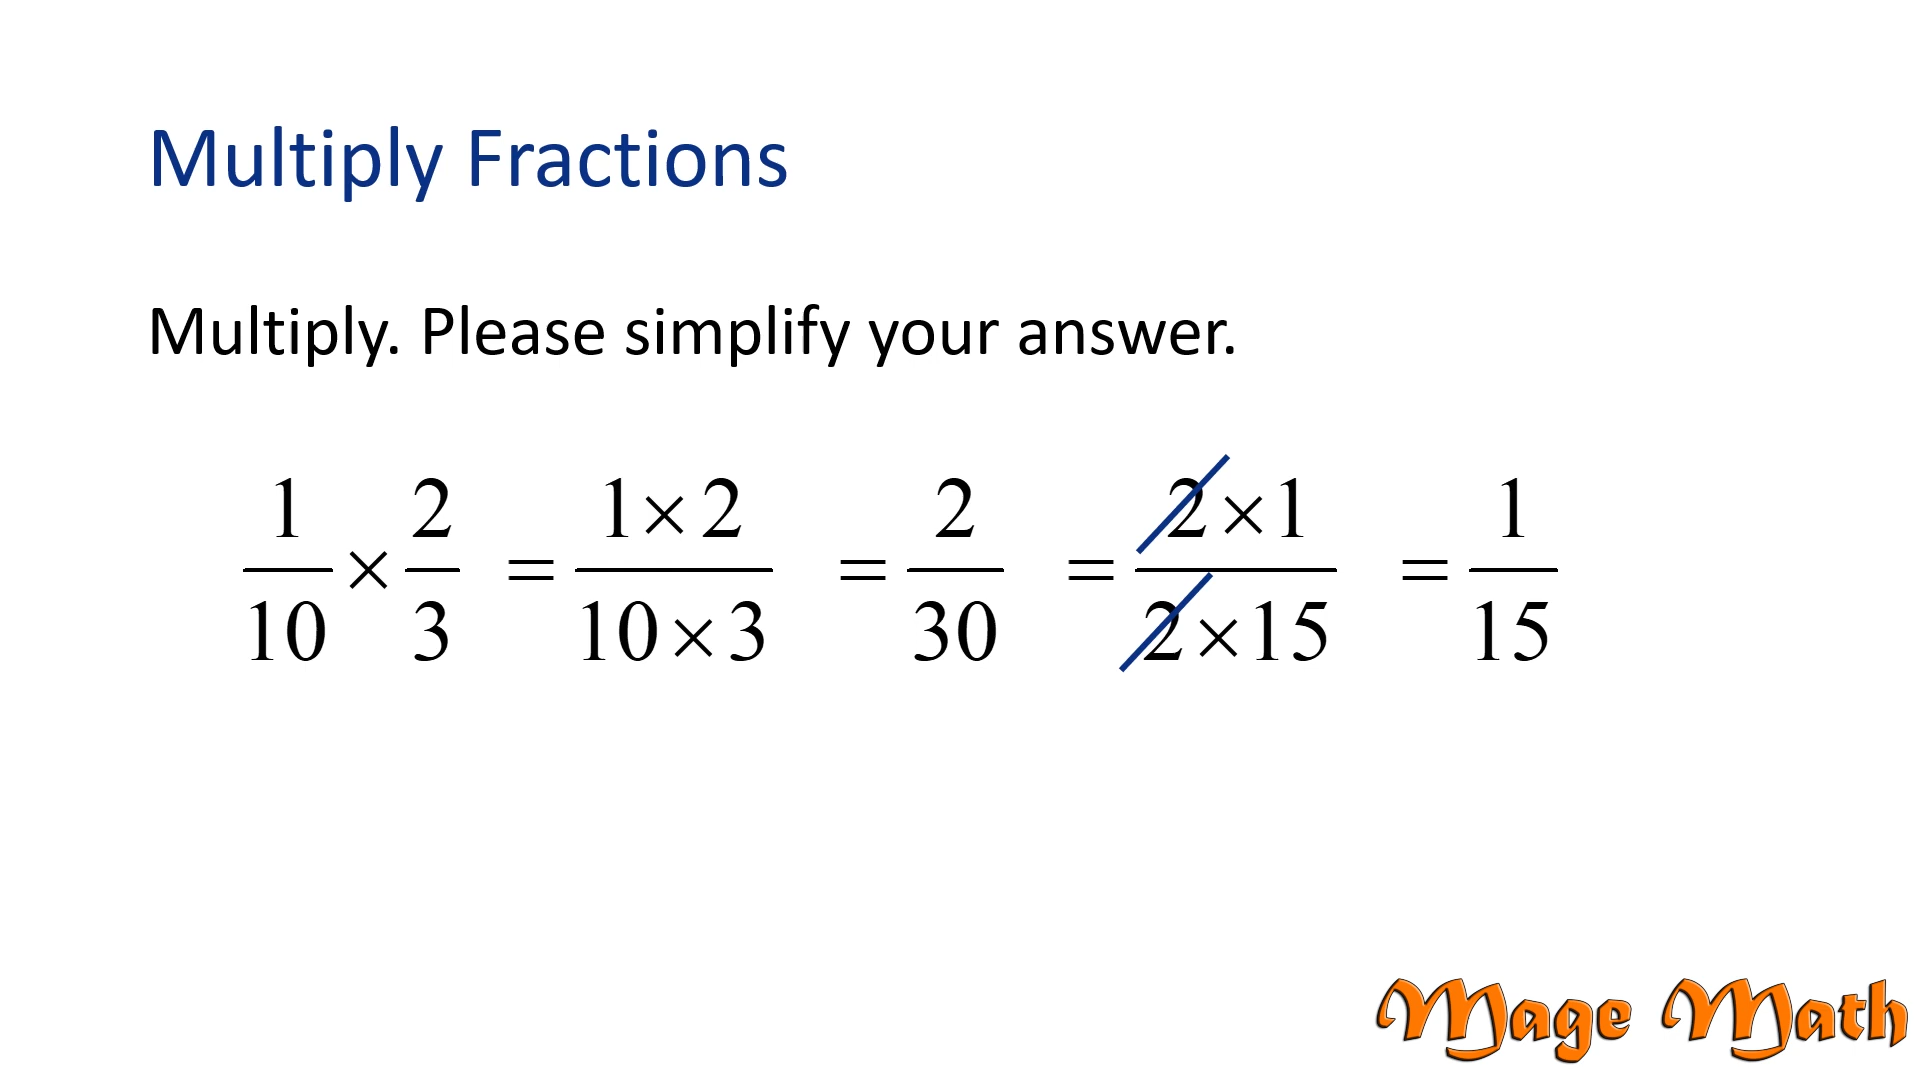 Multiply Fractions
Multiply. Please simplify your answer.
1/10 × 2/3 = 1×2/10×3 = 2/30 = 2×1/2×15 = 1/15
Mage Math